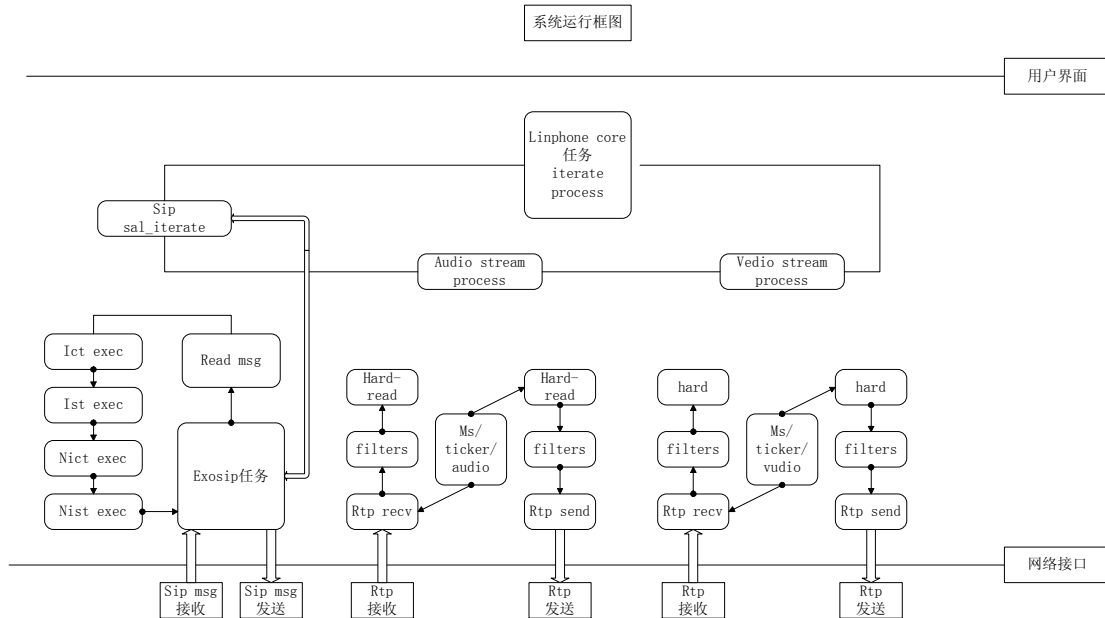 系统运行框图
用户界面
Linphone core
任务
iterate
process
Sip
sal_iterate
Audio stream
process
Vedio stream
process
Ict exec
Read msg
Ist exec
Nict exec
Nist exec
Exosip任务
Hard-
read
filters
Rtp recv
Ms/
ticker/
audio
Hard-
read
filters
Rtp send
hard
filters
Rtp recv
Ms/
ticker/
vudio
hard
filters
Rtp send
网络接口
Sip msg
接收
Sip msg
发送
Rtp
接收
Rtp
发送
Rtp
接收
Rtp
发送